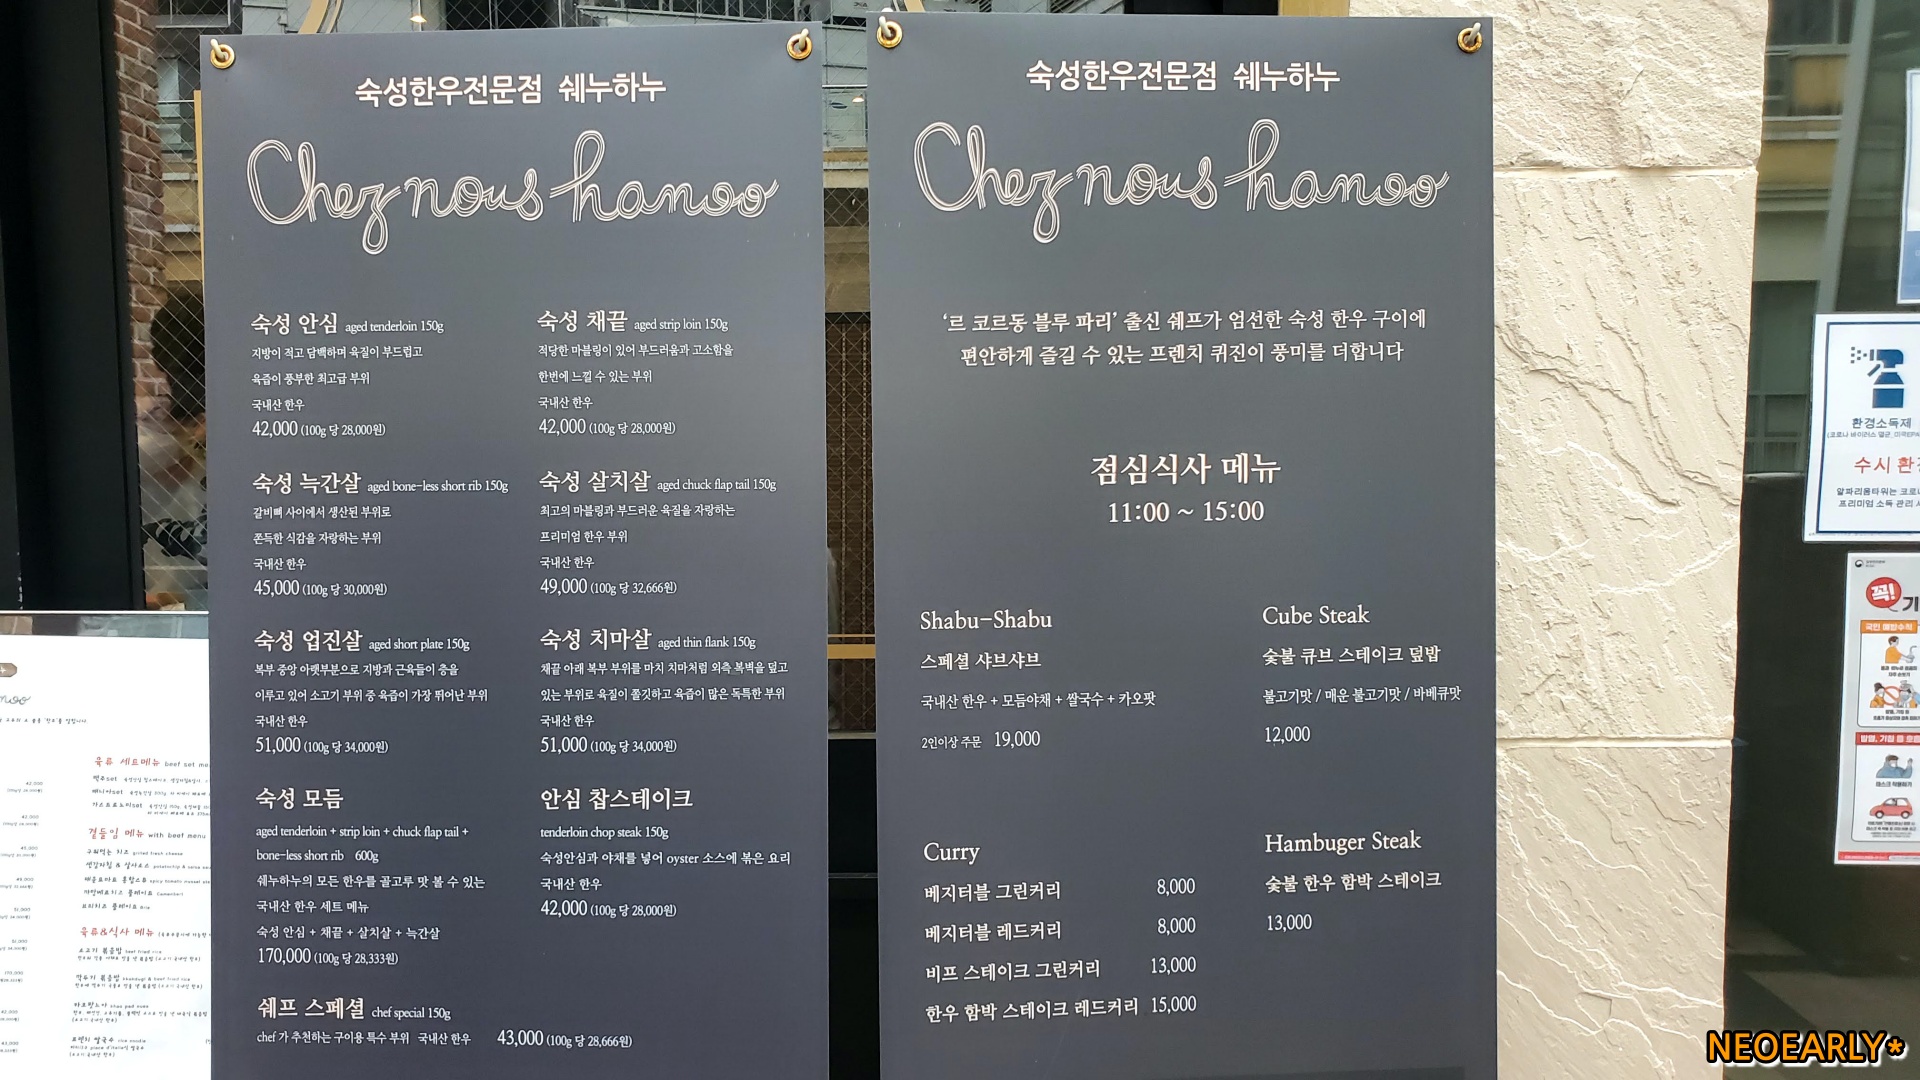 숙성한우전문점 쉐누하누
Chez nous hanoo
숙성 안심 aged tenderloin 150g
지방이 적고 담백하며 육질이 부드럽고
육즙이 풍부한 최고급 부위
국내산 한우
42,000 (100g 당 28,000원)
숙성 늑간살 aged bone-less short rib 150g
갈비뼈 사이에서 생산된 부위로
쫀득한 식감을 자랑하는 부위
국내산 한우
45,000 (100g 당 30,000원)
숙성 업진살 aged short plate 150g
복부 중앙 아랫부분으로 지방과 근육들이 층을
이루고 있어 소고기 부위 중 육즙이 가장 뛰어난 부위
국내산 한우
51,000 (100g 당 34,000원)
숙성 모듬
aged tenderloin + strip loin + chuck flap tail +
bone-less short rib 600g
쉐누하누의 모든 한우를 골고루 맛 볼 수 있는
국내산 한우 세트 메뉴
숙성 안심 + 채끝 + 살치살 + 늑간살
170,000 (100g 당 28,333원)
쉐프 스페셜 chef special 150g
chef 가 추천하는 구이용 특수 부위 국내산 한우 43,000 (100g 당 28,666원)
숙성 채끝 aged strip loin 150g
적당한 마블링이 있어 부드러움과 고소함을
한번에 느낄 수 있는 부위
국내산 한우
42,000 (100g 당 28,000원)
숙성 살치살 aged chuck flap tail 150g
최고의 마블링과 부드러운 육질을 자랑하는
프리미엄 한우 부위
국내산 한우
49,000 (100g 당 32,666원)
숙성 치마살 aged thin flank 150g
채끝 아래 복부 부위를 마치 치마처럼 외측 복벽을 덮고
있는 부위로 육질이 쫄깃하고 육즙이 많은 독특한 부위
국내산 한우
51,000 (100g 당 34,000원)
안심 찹스테이크
tenderloin chop steak 150g
숙성안심과 야채를 넣어 oyster 소스에 볶은 요리
국내산 한우
42,000 (100g 당 28,000원)
숙성한우전문점 쉐누하누
Chez nous hanoo
‘르 코르동 블루 파리’ 출신 쉐프가 엄선한 숙성 한우 구이에
편안하게 즐길 수 있는 프렌치 퀴진이 풍미를 더합니다
점심식사 메뉴
11:00 ~ 15:00
Shabu-Shabu
스페셜 샤브샤브
국내산 한우 + 모듬야채 + 쌀국수 + 카오팟
2인이상 주문 19,000
Cube Steak
숯불 큐브 스테이크 덮밥
불고기맛 / 매운 불고기맛 / 바베큐맛
12,000
Curry
베지터블 그린커리 8,000
베지터블 레드커리 8,000
비프 스테이크 그린커리 13,000
한우 함박 스테이크 레드커리 15,000
Hambuger Steak
숯불 한우 함박 스테이크
13,000
육류 세트메뉴 beef set
곁들임 메뉴 with beef menu
육류&식사 메뉴
환경소독제
수시
꼭!
국민 예방수칙
NEOEARLY*